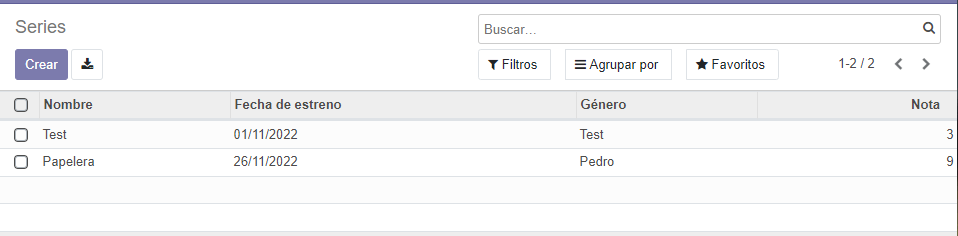 Series
Buscar...
Crear
Filtros Agrupar por Favoritos 1-2 / 2
Nombre Fecha de estreno Género Nota
Test 01/11/2022 Test 3
Papelera 26/11/2022 Pedro 9